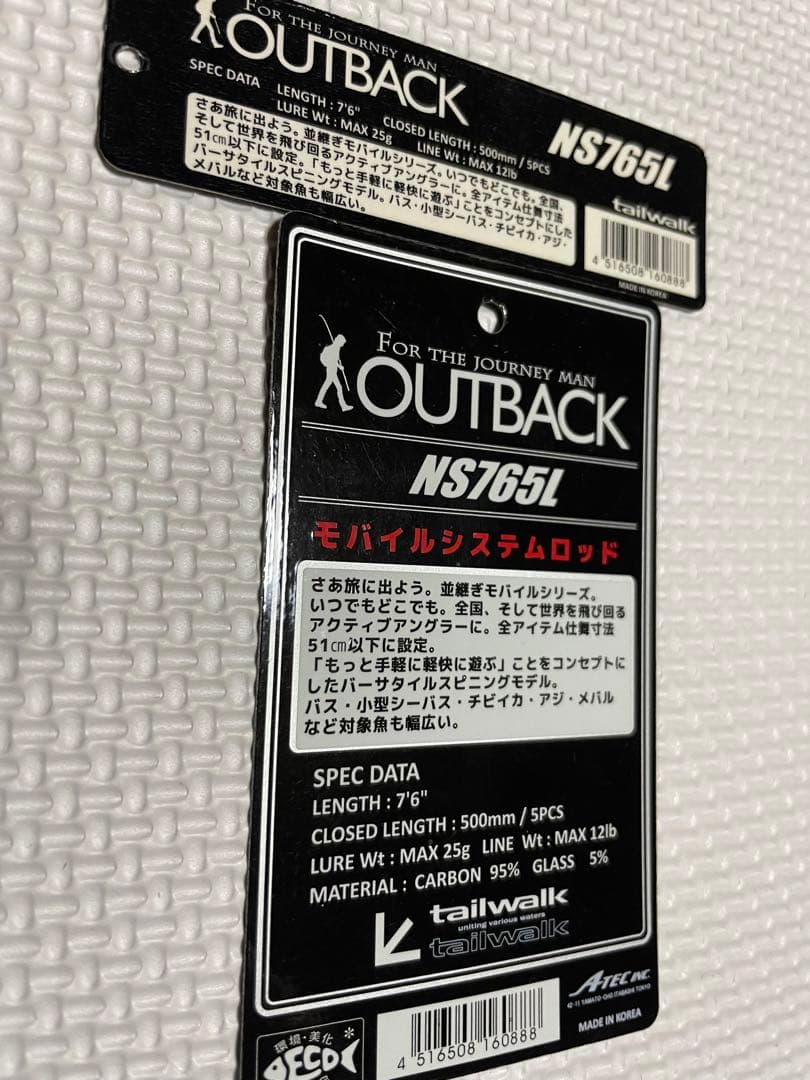 FOR THE JOURNEY MAN
OUTBACK
NS765L
SPEC DATA LENGTH : 7'6" CLOSED LENGTH : 500mm / 5PCS
LURE Wt : MAX 25g LINE Wt : MAX 12lb
さあ旅に出よう。並継ぎモバイルシリーズ。いつでもどこでも。全国、
そして世界を飛び回るアクティブアングラーに。全アイテム仕舞寸法
51㎝以下に設定。「もっと手軽に軽快に遊ぶ」ことをコンセプトにした
バーサタイルスピニングモデル。バス・小型シーバス・チビイカ・アジ・
メバルなど対象魚も幅広い。
tailwalk
4 516508 160888
MADE IN KOREA
FOR THE JOURNEY MAN
OUTBACK
NS765L
モバイルシステムロッド
さあ旅に出よう。並継ぎモバイルシリーズ。
いつでもどこでも。全国、そして世界を飛び回る
アクティブアングラーに。全アイテム仕舞寸法
51㎝以下に設定。
「もっと手軽に軽快に遊ぶ」ことをコンセプトに
したバーサタイルスピニングモデル。
バス・小型シーバス・チビイカ・アジ・メバル
など対象魚も幅広い。
SPEC DATA
LENGTH : 7'6"
CLOSED LENGTH : 500mm / 5PCS
LURE Wt : MAX 25g LINE Wt : MAX 12lb
MATERIAL : CARBON 95% GLASS 5%
tailwalk
uniting various waters
tailwalk
A-TEC INC.
42-11 YAMATO-CHO ITABASHI TOKYO
MADE IN KOREA
環境・美化
ECO
4 516508 160888